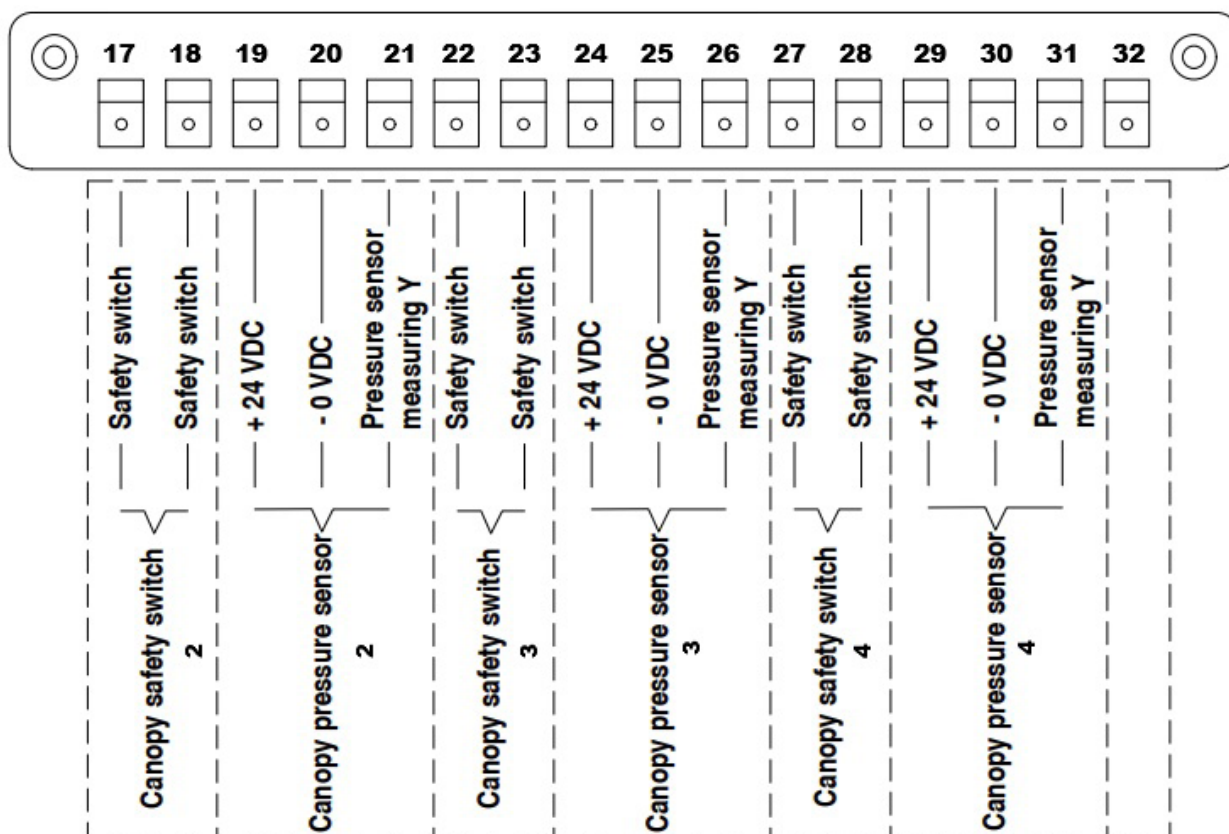 17 18 19 20 21 22 23 24 25 26 27 28 29 30 31 32
Safety switch
Safety switch
+ 24 VDC
- 0 VDC
Pressure sensor
measuring Y
Safety switch
Safety switch
+ 24 VDC
- 0 VDC
Pressure sensor
measuring Y
Safety switch
Safety switch
+ 24 VDC
- 0 VDC
Pressure sensor
measuring Y
Canopy safety switch
2
Canopy pressure sensor
2
Canopy safety switch
3
Canopy pressure sensor
3
Canopy safety switch
4
Canopy pressure sensor
4